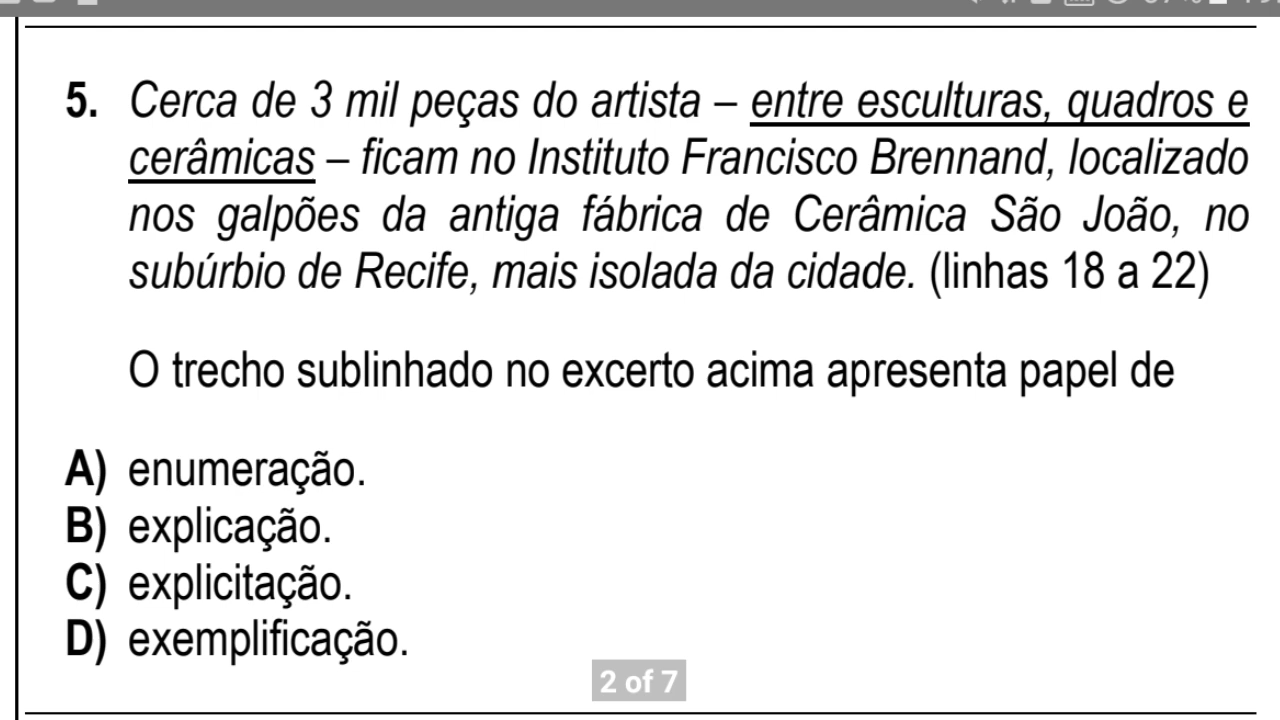 5. Cerca de 3 mil peças do artista – entre esculturas, quadros e
cerâmicas – ficam no Instituto Francisco Brennand, localizado
nos galpões da antiga fábrica de Cerâmica São João, no
subúrbio de Recife, mais isolada da cidade. (linhas 18 a 22)
O trecho sublinhado no excerto acima apresenta papel de
A) enumeração.
B) explicação.
C) explicitação.
D) exemplificação.
2 of 7